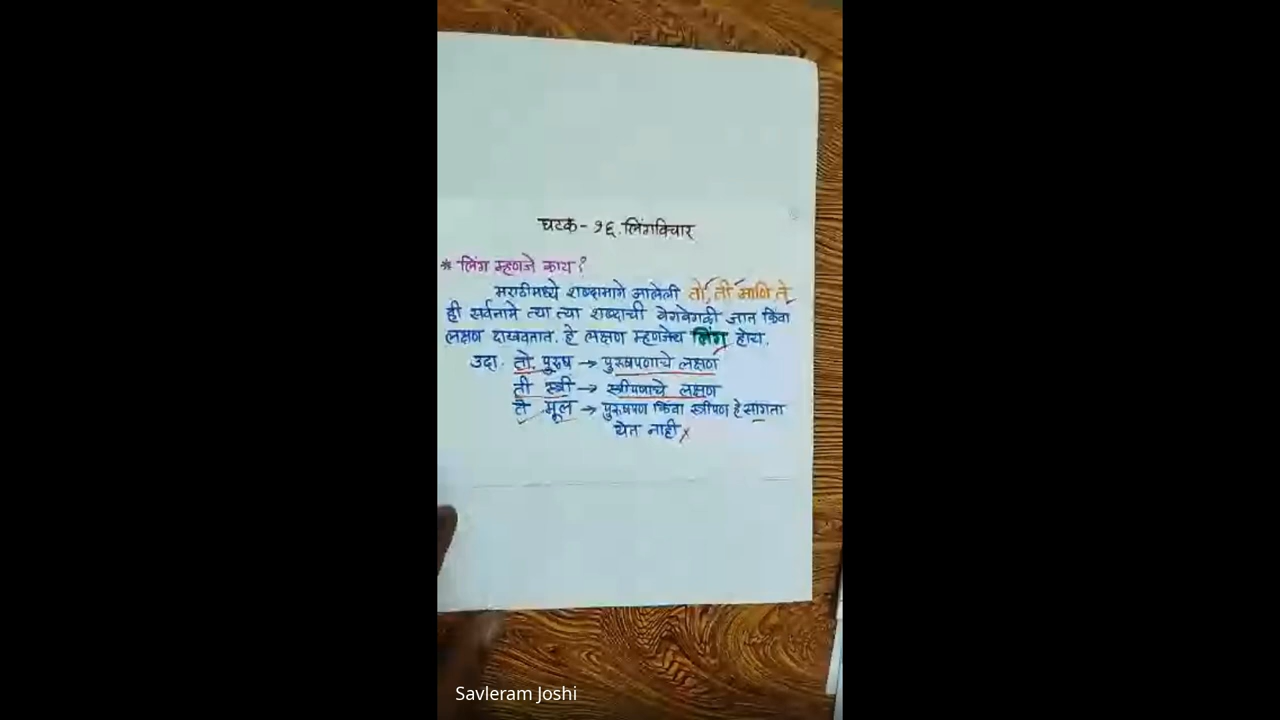 घटक - १६. लिंगविचार
* लिंग म्हणजे काय ?
मराठीमध्ये शब्दामागे आलेली तो, ती आणि ते
ही सर्वनामे त्या त्या शब्दाची वेगवेगळी जात किंवा
लक्षण दाखवतात. हे लक्षण म्हणजेच लिंग होय.
उदा. तो. पुरुष → पुरुषपणाचे लक्षण
ती स्त्री → स्त्रीपणाचे लक्षण
ते मूल → पुरुषपण किंवा स्त्रीपण हे सांगता
येत नाही x
Savleram Joshi